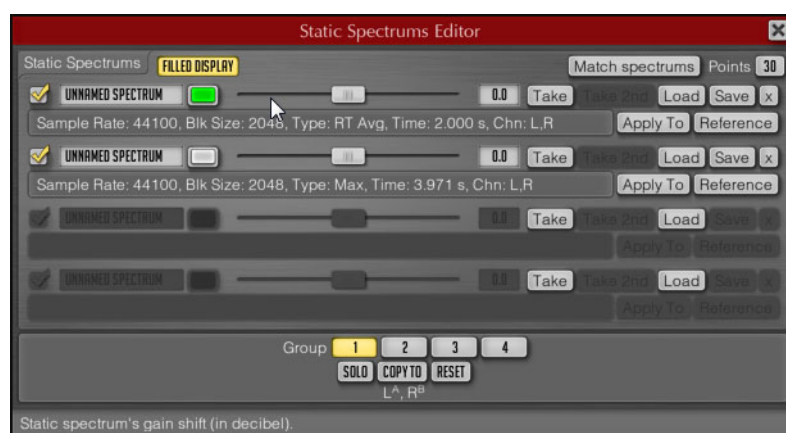 Static Spectrums Editor
Static Spectrums FILLED DISPLAY Match spectrums Points 30
UNNAMED SPECTRUM 0.0 Take Take 2nd Load Save x
Sample Rate: 44100, Blk Size: 2048, Type: RT Avg, Time: 2.000 s, Chn: L,R Apply To Reference
UNNAMED SPECTRUM 0.0 Take Take 2nd Load Save x
Sample Rate: 44100, Blk Size: 2048, Type: Max, Time: 3.971 s, Chn: L,R Apply To Reference
UNNAMED SPECTRUM 0.0 Take Take 2nd Load Save x
Apply To Reference
UNNAMED SPECTRUM 0.0 Take Take 2nd Load Save x
Apply To Reference
Group 1 2 3 4
SOLO COPY TO RESET
Lᴬ, Rᴮ
Static spectrum's gain shift (in decibel).